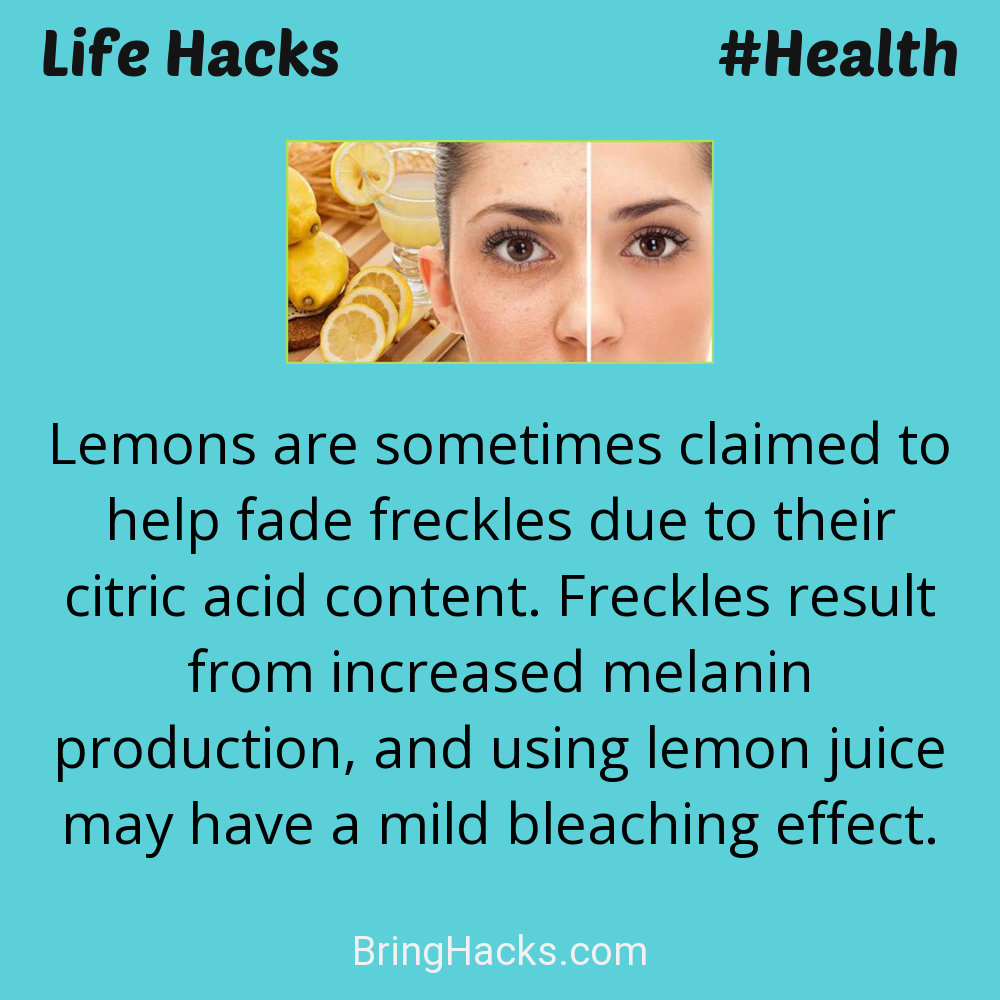 Life Hacks #Health
Lemons are sometimes claimed to
help fade freckles due to their
citric acid content. Freckles result
from increased melanin
production, and using lemon juice
may have a mild bleaching effect.
BringHacks.com